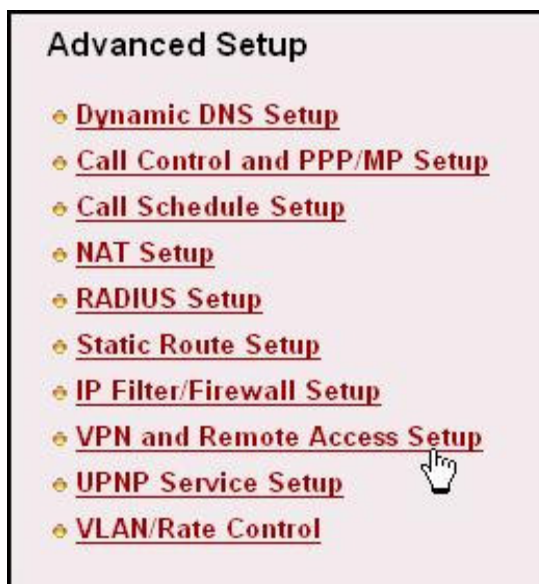 Advanced Setup
Dynamic DNS Setup
Call Control and PPP/MP Setup
Call Schedule Setup
NAT Setup
RADIUS Setup
Static Route Setup
IP Filter/Firewall Setup
VPN and Remote Access Setup
UPNP Service Setup
VLAN/Rate Control